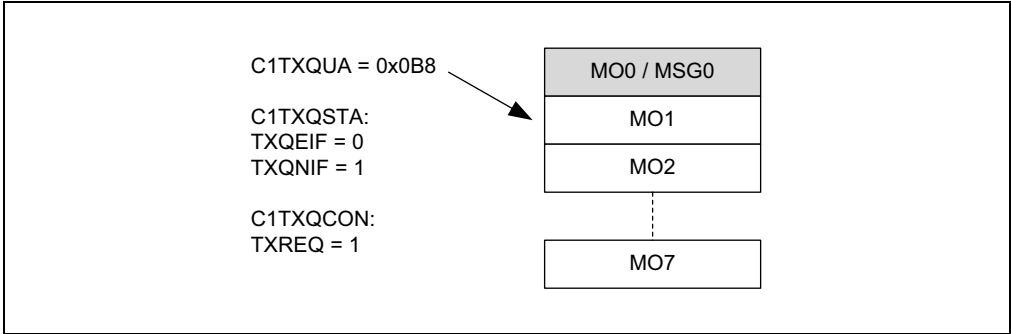 C1TXQUA = 0x0B8
C1TXQSTA:
TXQEIF = 0
TXQNIF = 1
C1TXQCON:
TXREQ = 1
MO0 / MSG0
MO1
MO2
MO7